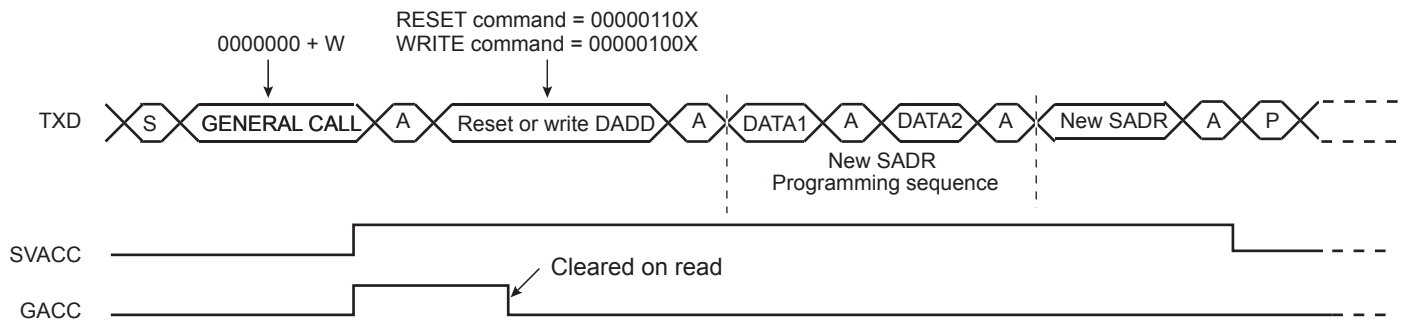 RESET command = 00000110X
0000000 + W WRITE command = 00000100X
TXD S GENERAL CALL A Reset or write DADD A DATA1 A DATA2 A New SADR A P
New SADR
Programming sequence
SVACC
Cleared on read
GACC